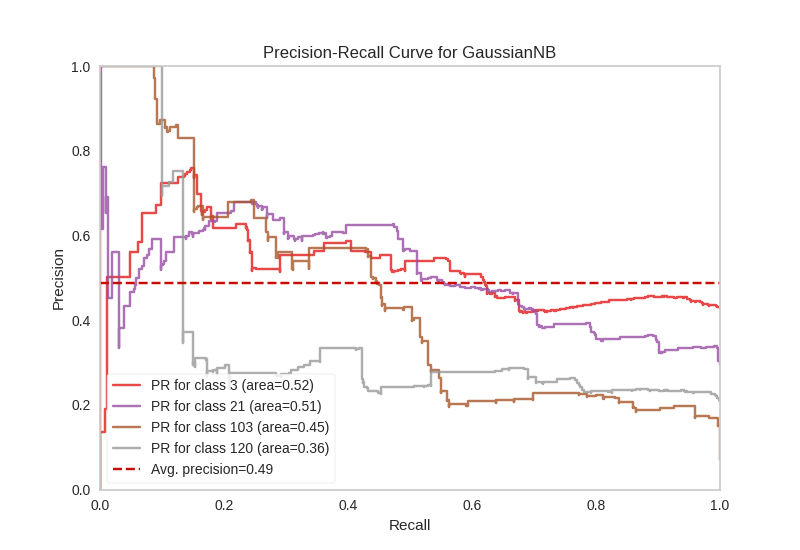 Precision-Recall Curve for GaussianNB
1.0
0.8
0.6
0.4
0.2
0.0
Precision
PR for class 3 (area=0.52)
PR for class 21 (area=0.51)
PR for class 103 (area=0.45)
PR for class 120 (area=0.36)
Avg. precision=0.49
0.0 0.2 0.4 0.6 0.8 1.0
Recall